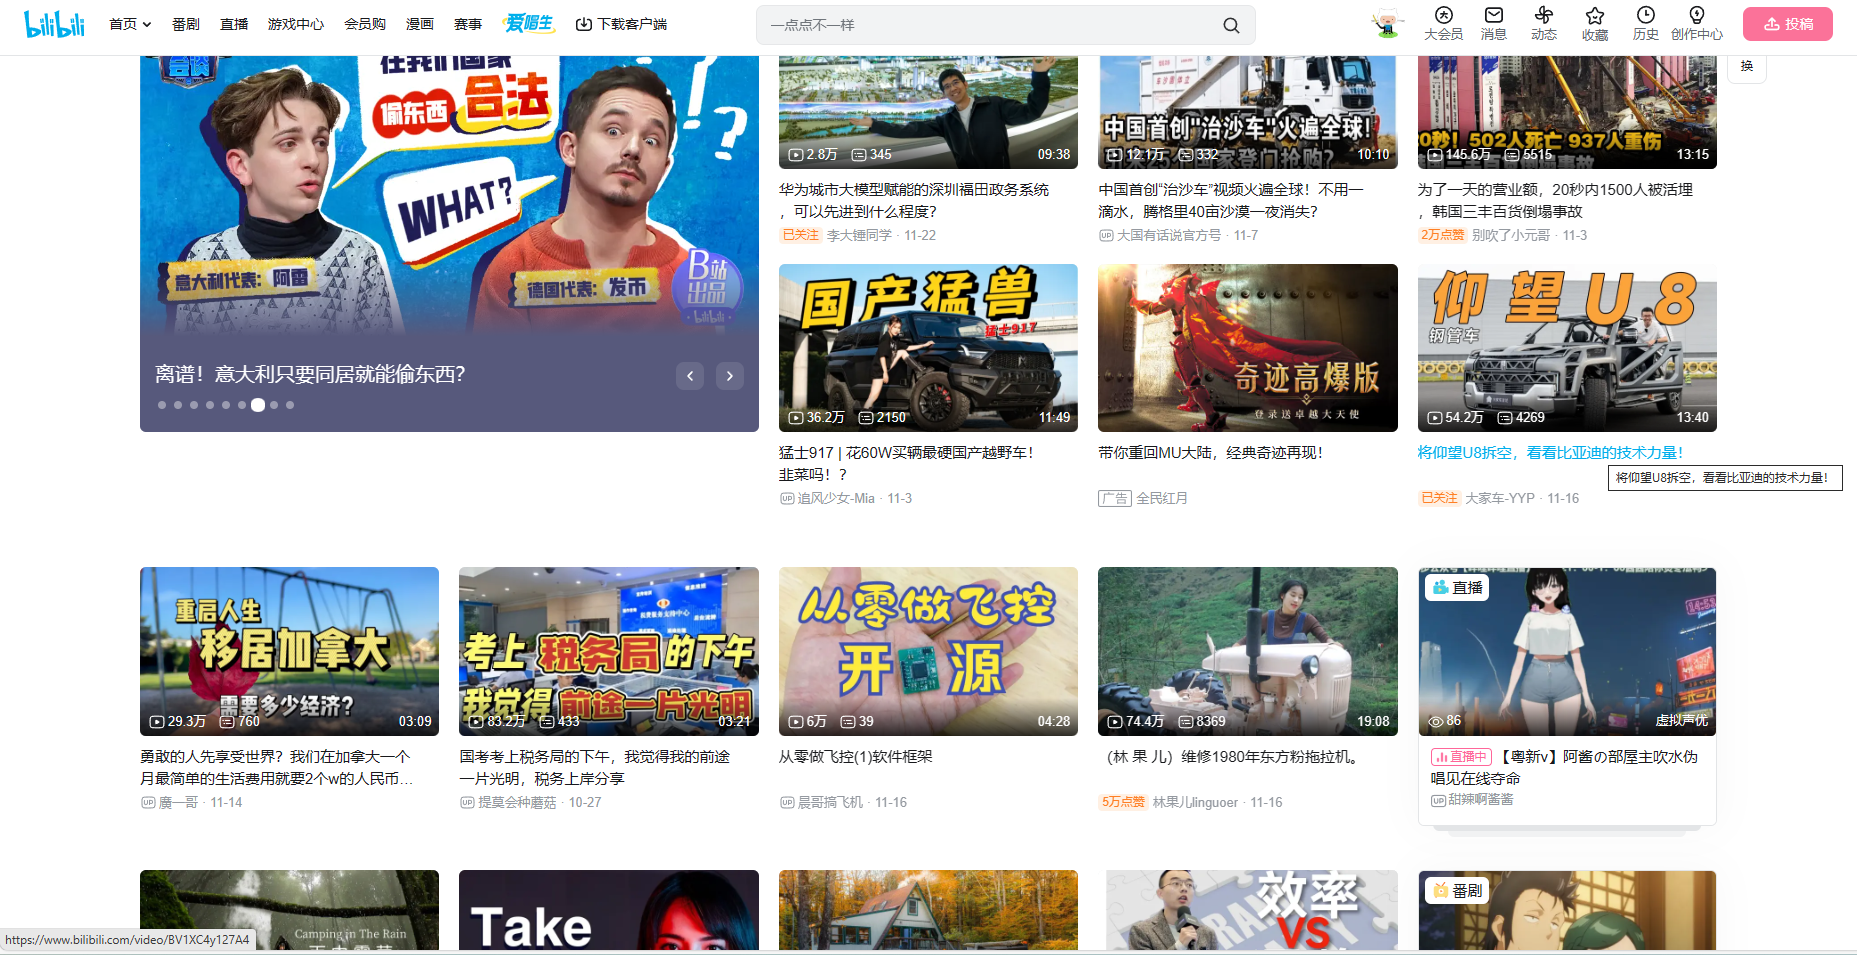 bilibili
首页
番剧
直播
游戏中心
会员购
漫画
赛事
爱唱生
下载客户端
一点点不一样
大会员
消息
动态
收藏
历史
创作中心
投稿
换
在我们国家
偷东西 合法
WHAT?
意大利代表：阿雷
德国代表：发币
B站
出品
bilibili
离谱！意大利只要同居就能偷东西？
2.8万 345 09:38
华为城市大模型赋能的深圳福田政务系统
，可以先进到什么程度？
已关注 李大锤同学 · 11-22
中国首创"治沙车"火遍全球!
12.1万 332 10:10
中国首创“治沙车”视频火遍全球！不用一
滴水，腾格里40亩沙漠一夜消失？
大国有话说官方号 · 11-7
20秒! 502人死亡 937人重伤
145.6万 5515 13:15
为了一天的营业额，20秒内1500人被活埋
，韩国三丰百货倒塌事故
2万点赞 别吹了小元哥 · 11-3
国产猛兽
猛士917
36.2万 2150 11:49
猛士917 | 花60W买辆最硬国产越野车！
韭菜吗！？
追风少女-Mia · 11-3
奇迹高爆版
登录送卓越大天使
带你重回MU大陆，经典奇迹再现！
广告 全民红月
仰望U8
钢管车
54.2万 4269 13:40
将仰望U8拆空，看看比亚迪的技术力量！
将仰望U8拆空，看看比亚迪的技术力量！
已关注 大家车-YYP · 11-16
重启人生
移居加拿大
需要多少经济?
29.3万 760 03:09
勇敢的人先享受世界？我们在加拿大一个
月最简单的生活费用就要2个w的人民币...
廣一哥 · 11-14
考上 税务局 的下午
我觉得 前途一片光明
83.2万 433 03:21
国考考上税务局的下午，我觉得我的前途
一片光明，税务上岸分享
提莫会种蘑菇 · 10-27
从零做飞控
开源
6万 39 04:28
从零做飞控(1)软件框架
晨哥搞飞机 · 11-16
74.4万 8369 19:08
（林 果 儿）维修1980年东方粉拖拉机。
5万点赞 林果儿linguoer · 11-16
直播
86 虚拟声优
直播中 【粤新v】阿酱の部屋主吹水伪
唱见在线夺命
甜辣啊酱酱
Camping in The Rain
Take
效率
VS
番剧
https://www.bilibili.com/video/BV1XC4y127A4